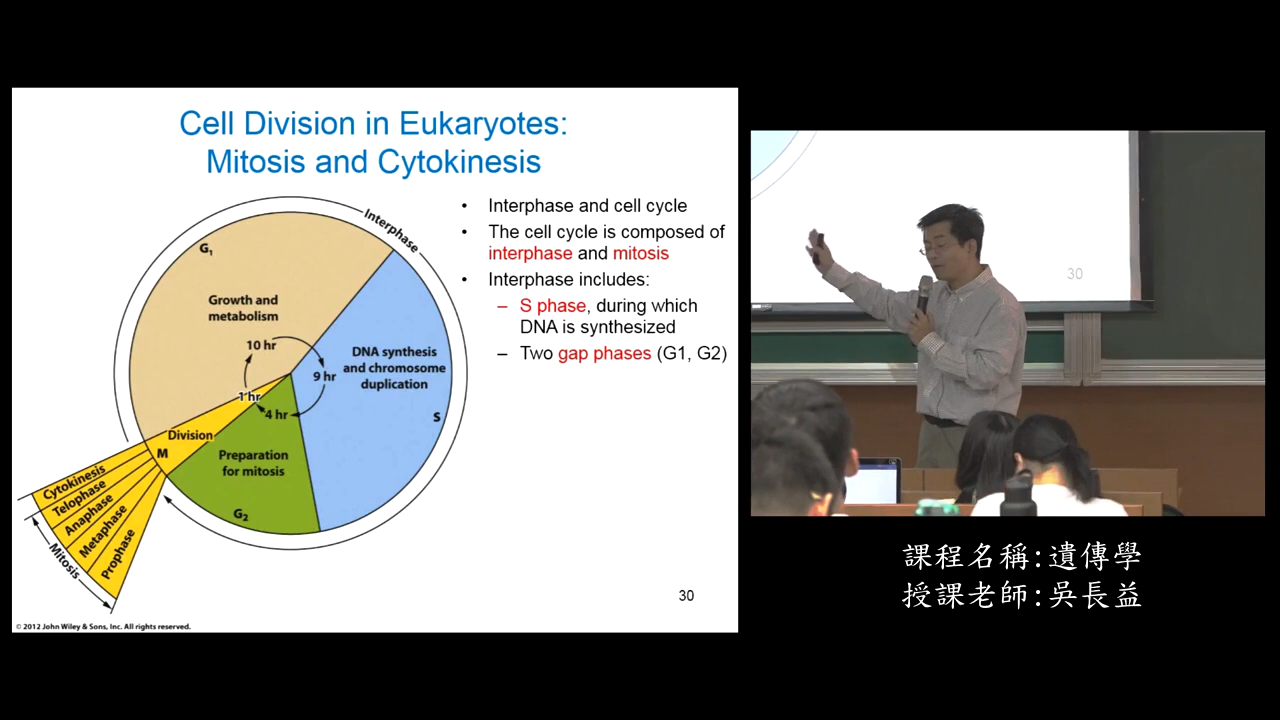 Cell Division in Eukaryotes:
Mitosis and Cytokinesis
Interphase
G₁
Growth and
metabolism
10 hr
9 hr
4 hr
1 hr
DNA synthesis
and chromosome
duplication
S
Division
M
Preparation
for mitosis
G₂
Cytokinesis
Telophase
Anaphase
Metaphase
Prophase
Mitosis
• Interphase and cell cycle
• The cell cycle is composed of
interphase and mitosis
• Interphase includes:
– S phase, during which
DNA is synthesized
– Two gap phases (G1, G2)
30
© 2012 John Wiley & Sons, Inc. All rights reserved.
30
課程名稱:遺傳學
授課老師:吳長益